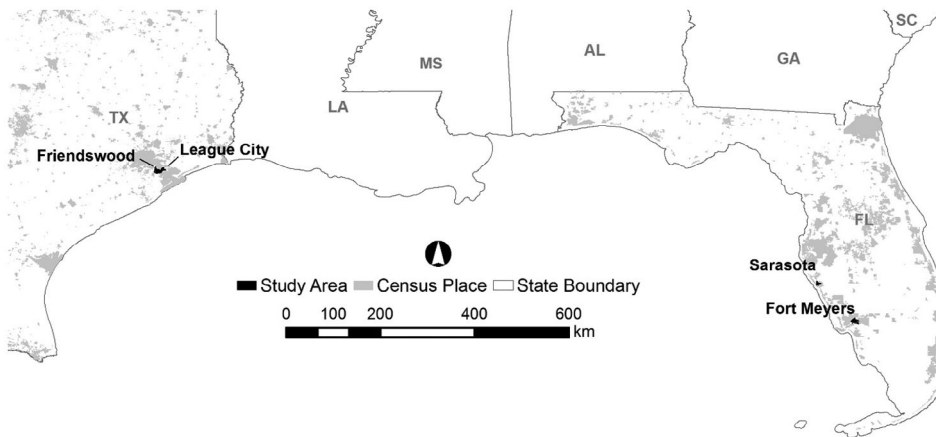 SC
MS
AL
GA
LA
TX
Friendswood
League City
FL
Sarasota
Study Area
Census Place
State Boundary
Fort Meyers
0 200 400 600
km